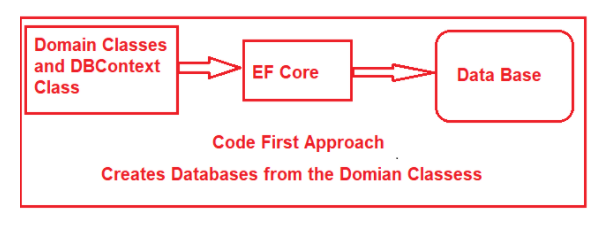 Domain Classes
and DBContext
Class
EF Core
Data Base
Code First Approach
Creates Databases from the Domian Classess